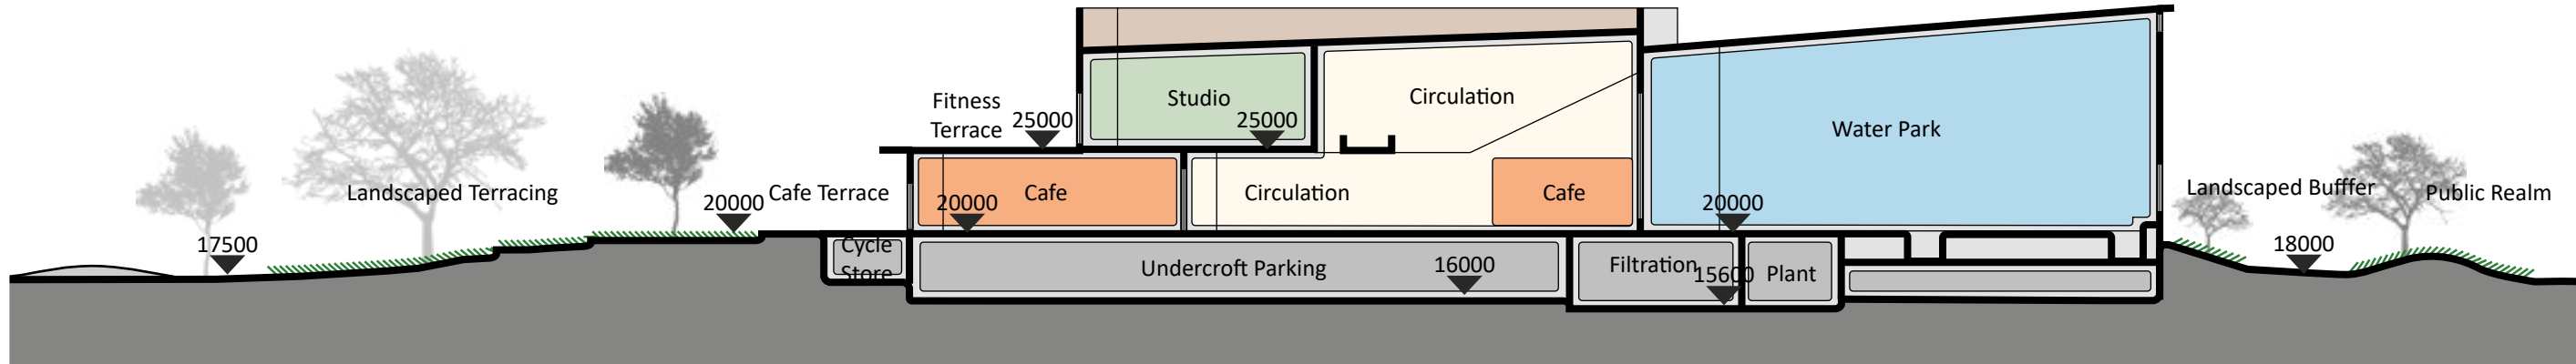 Fitness
Terrace
25000
Studio
25000
Circulation
Water Park
Landscaped Terracing
20000
Cafe Terrace
20000
Cafe
Circulation
Cafe
20000
Landscaped Bufffer
Public Realm
17500
Cycle
Store
Undercroft Parking
16000
Filtration
15600
Plant
18000